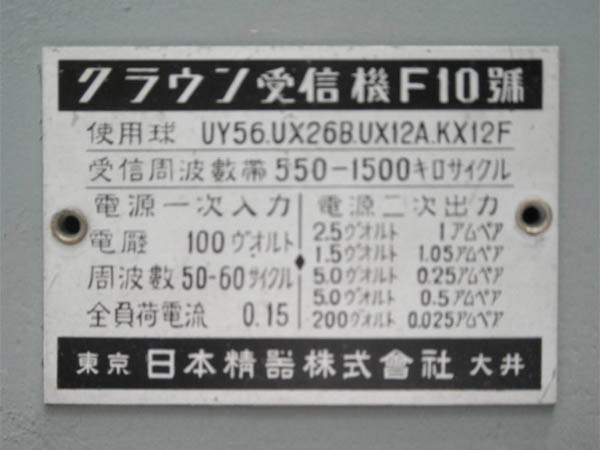 クラウン受信機F10號
使用球 UY56.UX26B.UX12A.KX12F
受信周波數帶 550-1500キロサイクル
電源一次入力
電壓 100ヴオルト
周波數 50-60サイクル
全負荷電流 0.15
電源二次出力
2.5ヴオルト 1アムペア
1.5ヴオルト 1.05アムペア
5.0ヴオルト 0.25アムペア
5.0ヴオルト 0.5アムペア
200ヴオルト 0.025アムペア
東京 日本精器株式會社 大井